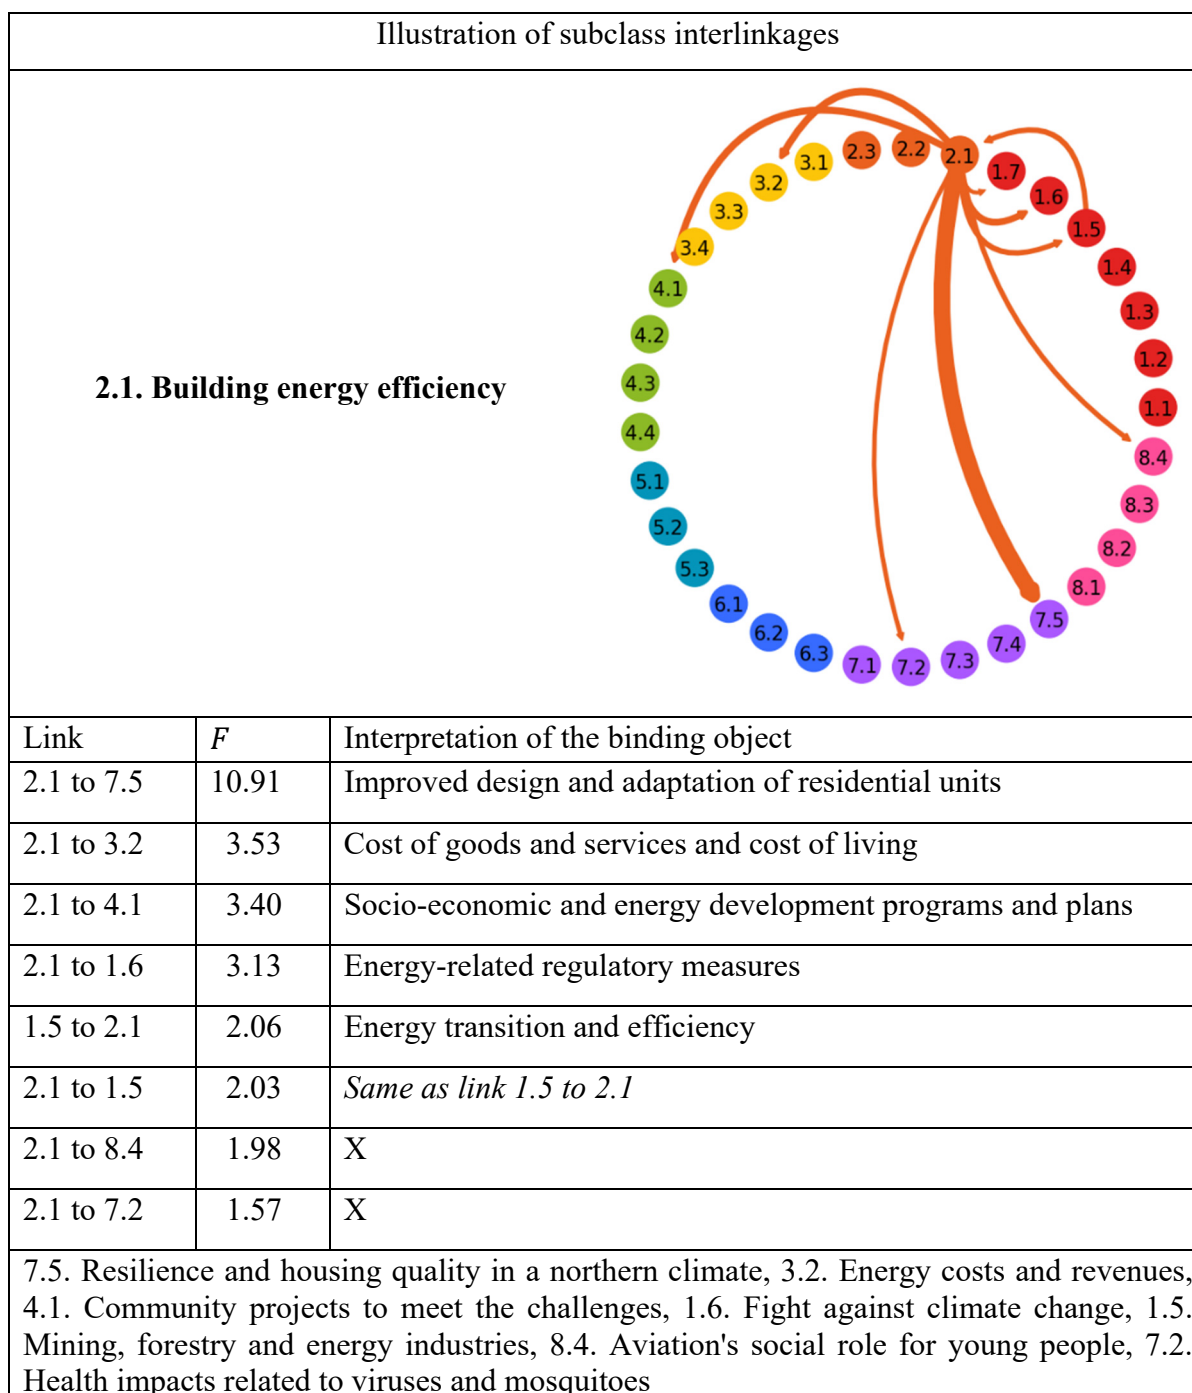 Illustration of subclass interlinkages
2.1. Building energy efficiency
3.1
2.3
2.2
2.1
1.7
1.6
1.5
1.4
1.3
1.2
1.1
3.2
3.3
3.4
4.1
4.2
4.3
4.4
5.1
5.2
5.3
6.1
6.2
6.3
7.1
7.2
7.3
7.4
7.5
8.1
8.2
8.3
8.4
Link F Interpretation of the binding object
2.1 to 7.5 10.91 Improved design and adaptation of residential units
2.1 to 3.2 3.53 Cost of goods and services and cost of living
2.1 to 4.1 3.40 Socio-economic and energy development programs and plans
2.1 to 1.6 3.13 Energy-related regulatory measures
1.5 to 2.1 2.06 Energy transition and efficiency
2.1 to 1.5 2.03 Same as link 1.5 to 2.1
2.1 to 8.4 1.98 X
2.1 to 7.2 1.57 X
7.5. Resilience and housing quality in a northern climate, 3.2. Energy costs and revenues,
4.1. Community projects to meet the challenges, 1.6. Fight against climate change, 1.5.
Mining, forestry and energy industries, 8.4. Aviation's social role for young people, 7.2.
Health impacts related to viruses and mosquitoes